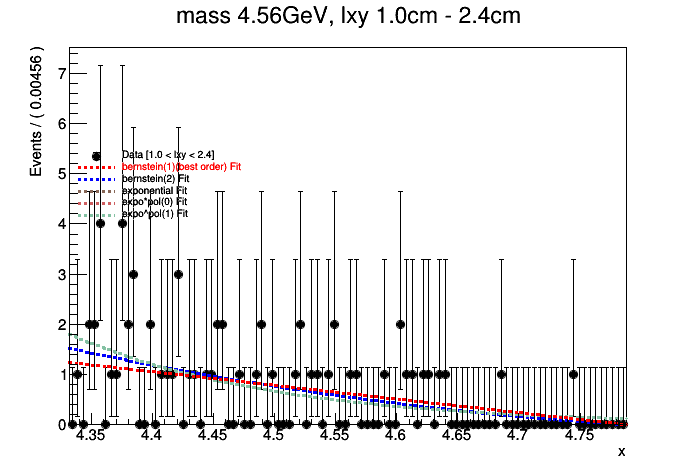 mass 4.56GeV, lxy 1.0cm - 2.4cm
Events / ( 0.00456 )
7
6
5
4
3
2
1
0
Data [1.0 < lxy < 2.4]
bernstein(1)(best order) Fit
bernstein(2) Fit
exponential Fit
expo*pol(0) Fit
expo*pol(1) Fit
4.35 4.4 4.45 4.5 4.55 4.6 4.65 4.7 4.75
x